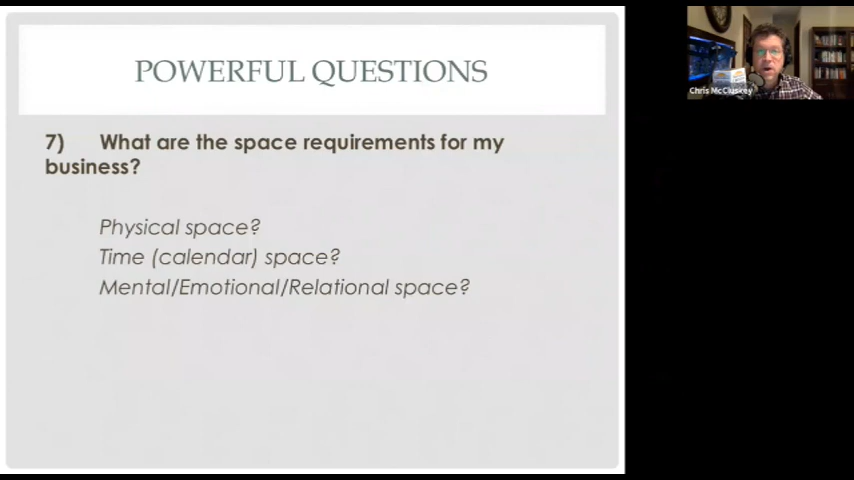 POWERFUL QUESTIONS
7) What are the space requirements for my
business?
Physical space?
Time (calendar) space?
Mental/Emotional/Relational space?
Chris McCluskey